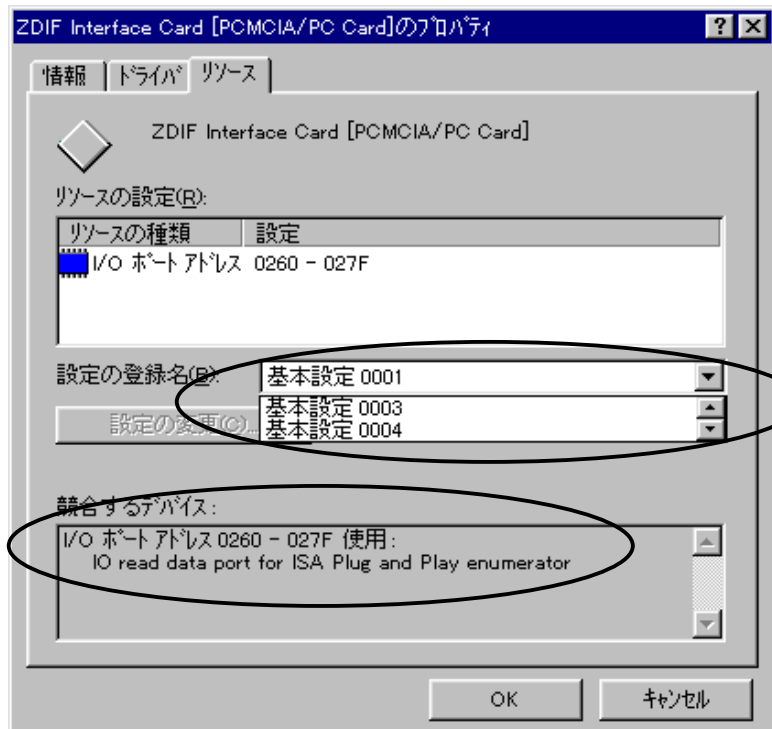 ZDIF Interface Card [PCMCIA/PC Card]のﾌﾟﾛﾊﾟﾃｨ
情報 ﾄﾞﾗｲﾊﾞ ﾘｿｰｽ
ZDIF Interface Card [PCMCIA/PC Card]
ﾘｿｰｽの設定(R):
ﾘｿｰｽの種類 設定
I/O ﾎﾟｰﾄ ｱﾄﾞﾚｽ 0260 - 027F
設定の登録名(B): 基本設定 0001
基本設定 0003
設定の変更(C)... 基本設定 0004
競合するﾃﾞﾊﾞｲｽ:
I/O ﾎﾟｰﾄ ｱﾄﾞﾚｽ 0260 - 027F 使用:
IO read data port for ISA Plug and Play enumerator
OK ｷｬﾝｾﾙ